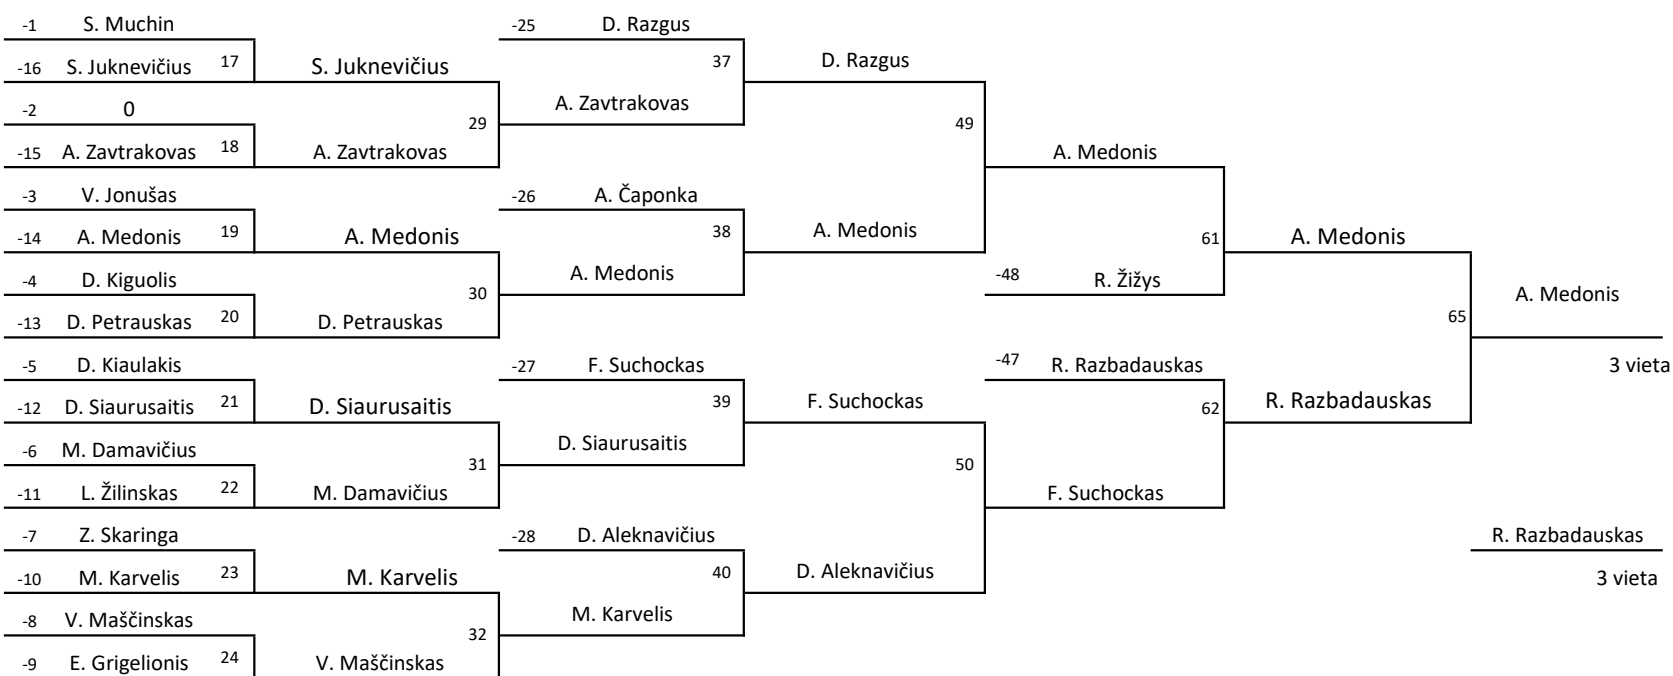 -1 S. Muchin -25 D. Razgus
-16 S. Juknevičius 17 S. Juknevičius 37 D. Razgus
-2 0 29 A. Zavtrakovas 49
-15 A. Zavtrakovas 18 A. Zavtrakovas A. Medonis
-3 V. Jonušas -26 A. Čaponka
-14 A. Medonis 19 A. Medonis 38 A. Medonis 61 A. Medonis
-4 D. Kiguolis 30 A. Medonis -48 R. Žižys A. Medonis
-13 D. Petrauskas 20 D. Petrauskas 65
-5 D. Kiaulakis -27 F. Suchockas -47 R. Razbadauskas 3 vieta
-12 D. Siaurusaitis 21 D. Siaurusaitis 39 F. Suchockas 62 R. Razbadauskas
-6 M. Damavičius 31 D. Siaurusaitis 50
-11 L. Žilinskas 22 M. Damavičius F. Suchockas
-7 Z. Skaringa -28 D. Aleknavičius R. Razbadauskas
-10 M. Karvelis 23 M. Karvelis 40 D. Aleknavičius 3 vieta
-8 V. Maščinskas 32 M. Karvelis
-9 E. Grigelionis 24 V. Maščinskas